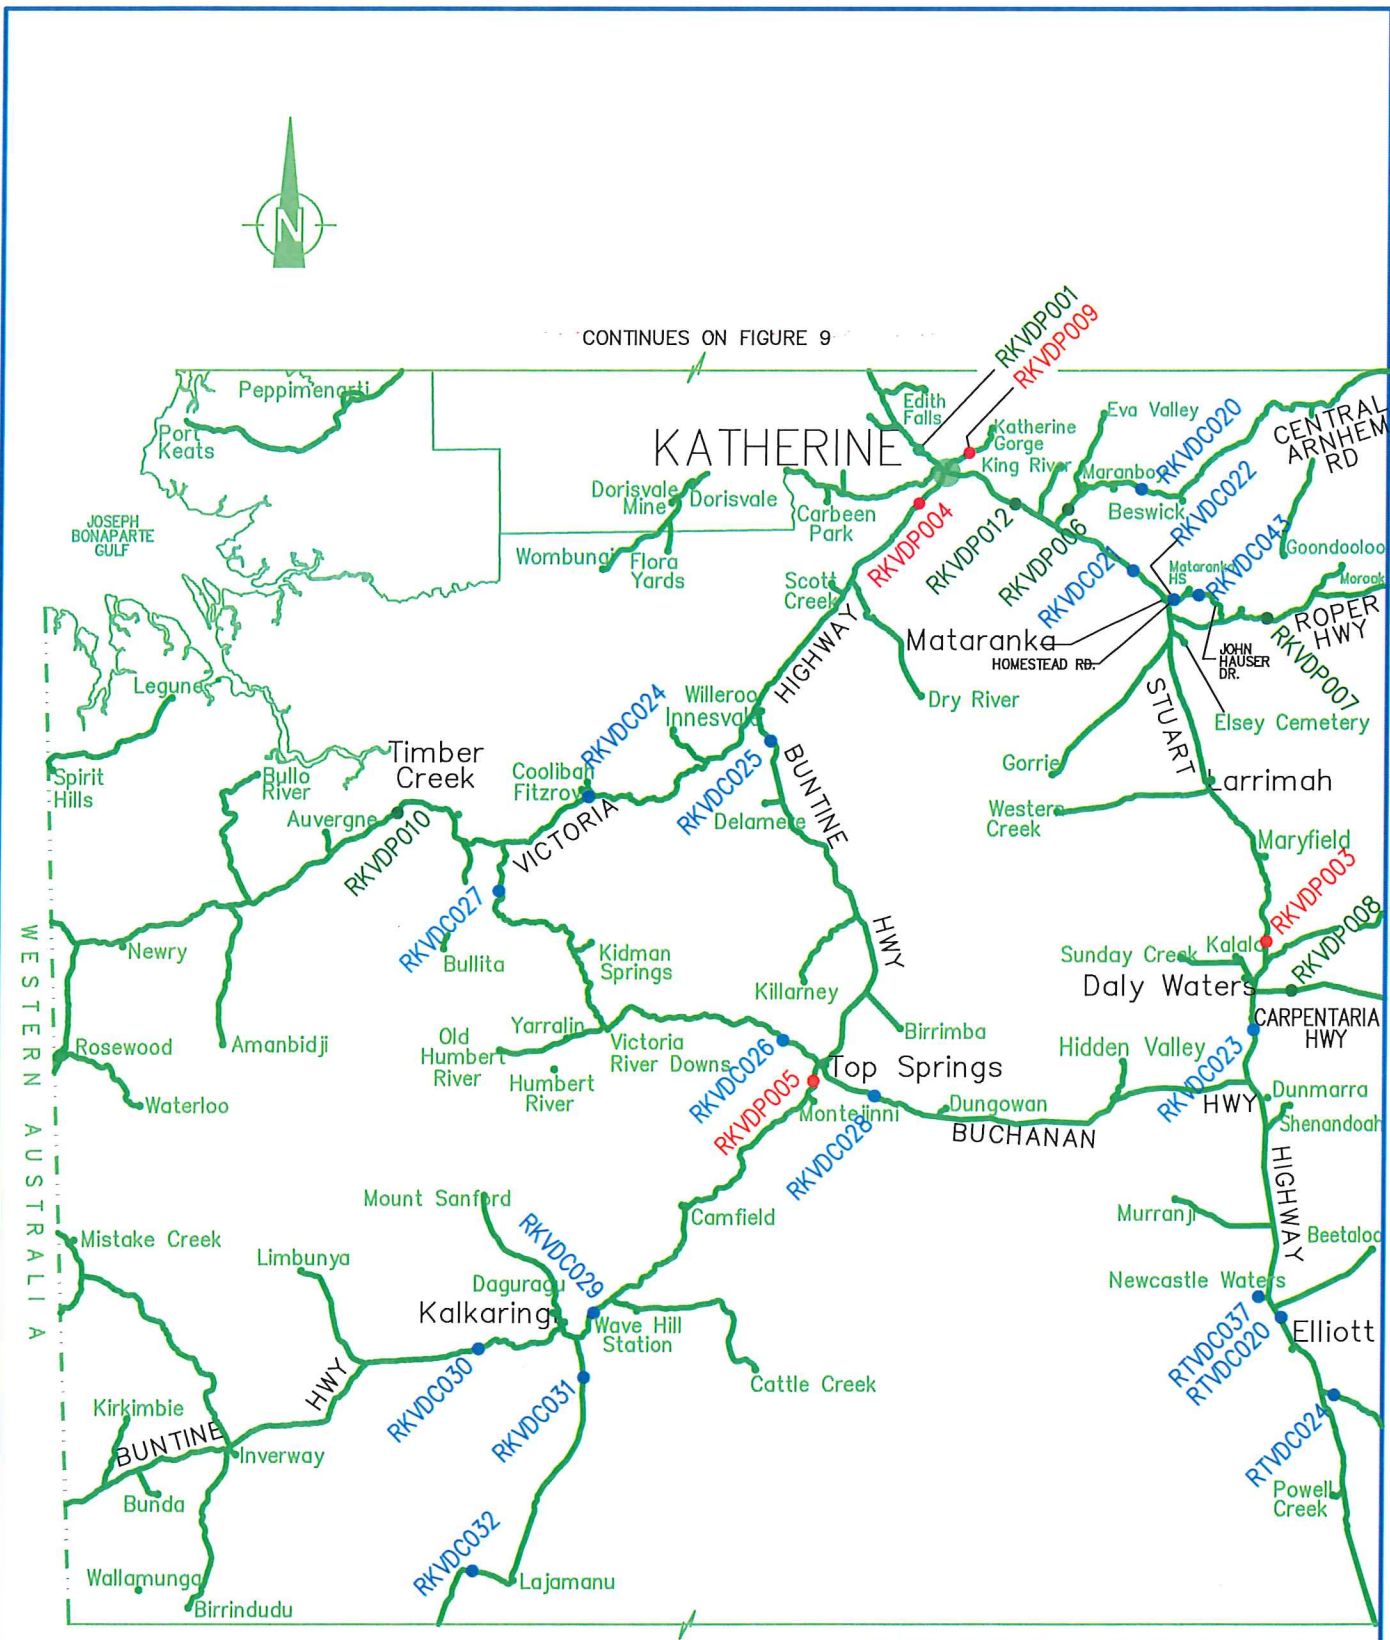 N
CONTINUES ON FIGURE 9
RKVDP001
RKVDP009
Peppimenarti
Port
Keats
Edith
Falls
KATHERINE
Katherine
Gorge
King River
Eva Valley
RKVDC020
CENTRAL
ARNHEM
RD
Maranboy
Beswick
RKVDC022
Dorisvale
Mine
Dorisvale
Carbeen
Park
RKVDP004
RKVDP012
RKVDP006
RKVDC021
RKVDC043
Goondooloo
JOSEPH
BONAPARTE
GULF
Wombungi
Flora
Yards
Scott
Creek
Mataranka
HS
Moroak
ROPER
HWY
Mataranka
HOMESTEAD RD.
JOHN
HAUSER
DR.
RKVDP007
HIGHWAY
Legune
Willeroo
Innesvale
Dry River
STUART
Elsey Cemetery
RKVDC024
Timber
Creek
Coolibah
Fitzroy
RKVDC025
BUNTINE
Gorrie
Larrimah
Spirit
Hills
Bullo
River
Auvergne
RKVDP010
VICTORIA
Delamere
Western
Creek
Maryfield
RKVDP003
RKVDC027
RKVDP008
HWY
WESTERN AUSTRALIA
Newry
Bullita
Kidman
Springs
Killarney
Sunday Creek
Kalala
Daly Waters
CARPENTARIA
HWY
Rosewood
Amanbidji
Old
Humbert
River
Yarralin
Victoria
River Downs
Birrimba
Hidden Valley
RKVDC023
Humbert
River
RKVDC026
Top Springs
Waterloo
RKVDP005
Montejinni
RKVDC028
Dungowan
BUCHANAN
HWY
Dunmarra
Shenandoah
HIGHWAY
Mount Sanford
Camfield
Murranji
Beetaloo
Mistake Creek
Limbunya
RKVDC029
Daguragu
Kalkaring
Newcastle Waters
Wave Hill
Station
RTVDC037
RTVDC020
Elliott
HWY
RKVDC030
RKVDC031
Cattle Creek
Kirkimbie
BUNTINE
Inverway
RTVDC024
Bunda
Powell
Creek
RKVDC032
Wallamunga
Lajamanu
Birrindudu